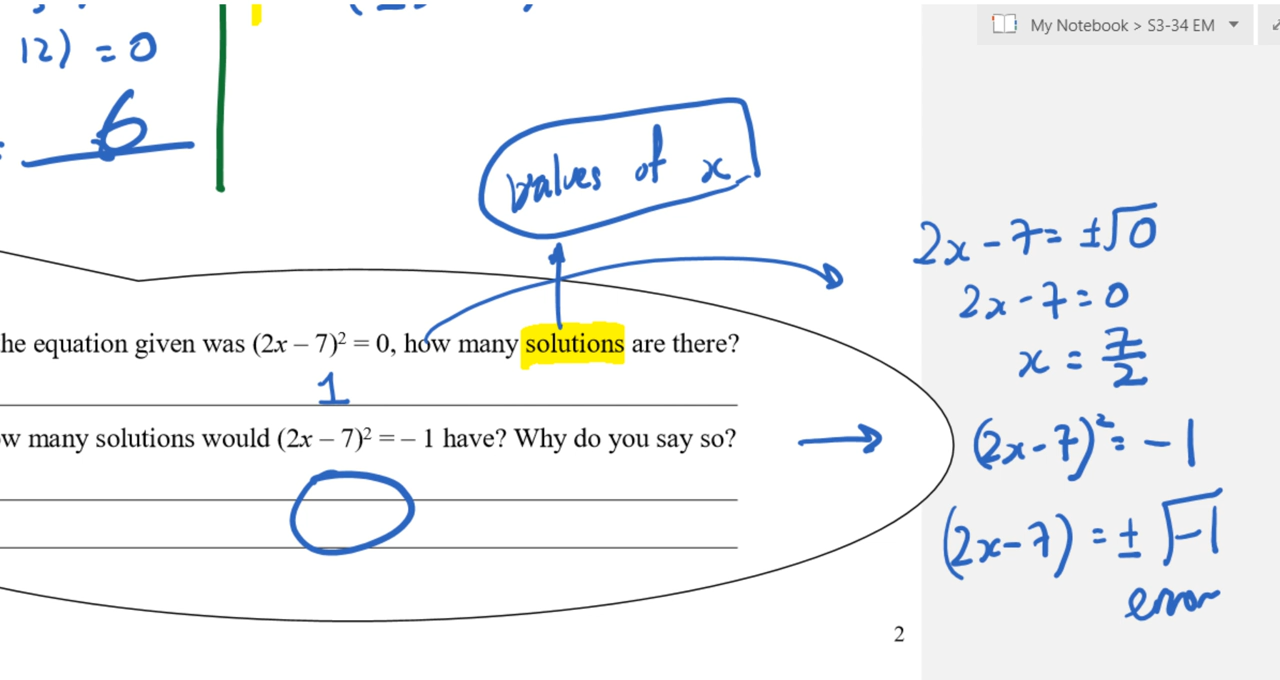 My Notebook > S3-34 EM
12) = 0
6
values of x
2x - 7 = ±√0
2x - 7 = 0
x = 7/2
he equation given was (2x – 7)² = 0, how many solutions are there?
1
w many solutions would (2x – 7)² = – 1 have? Why do you say so?
(2x-7)² = -1
(2x-7) = ± √-1
error
2